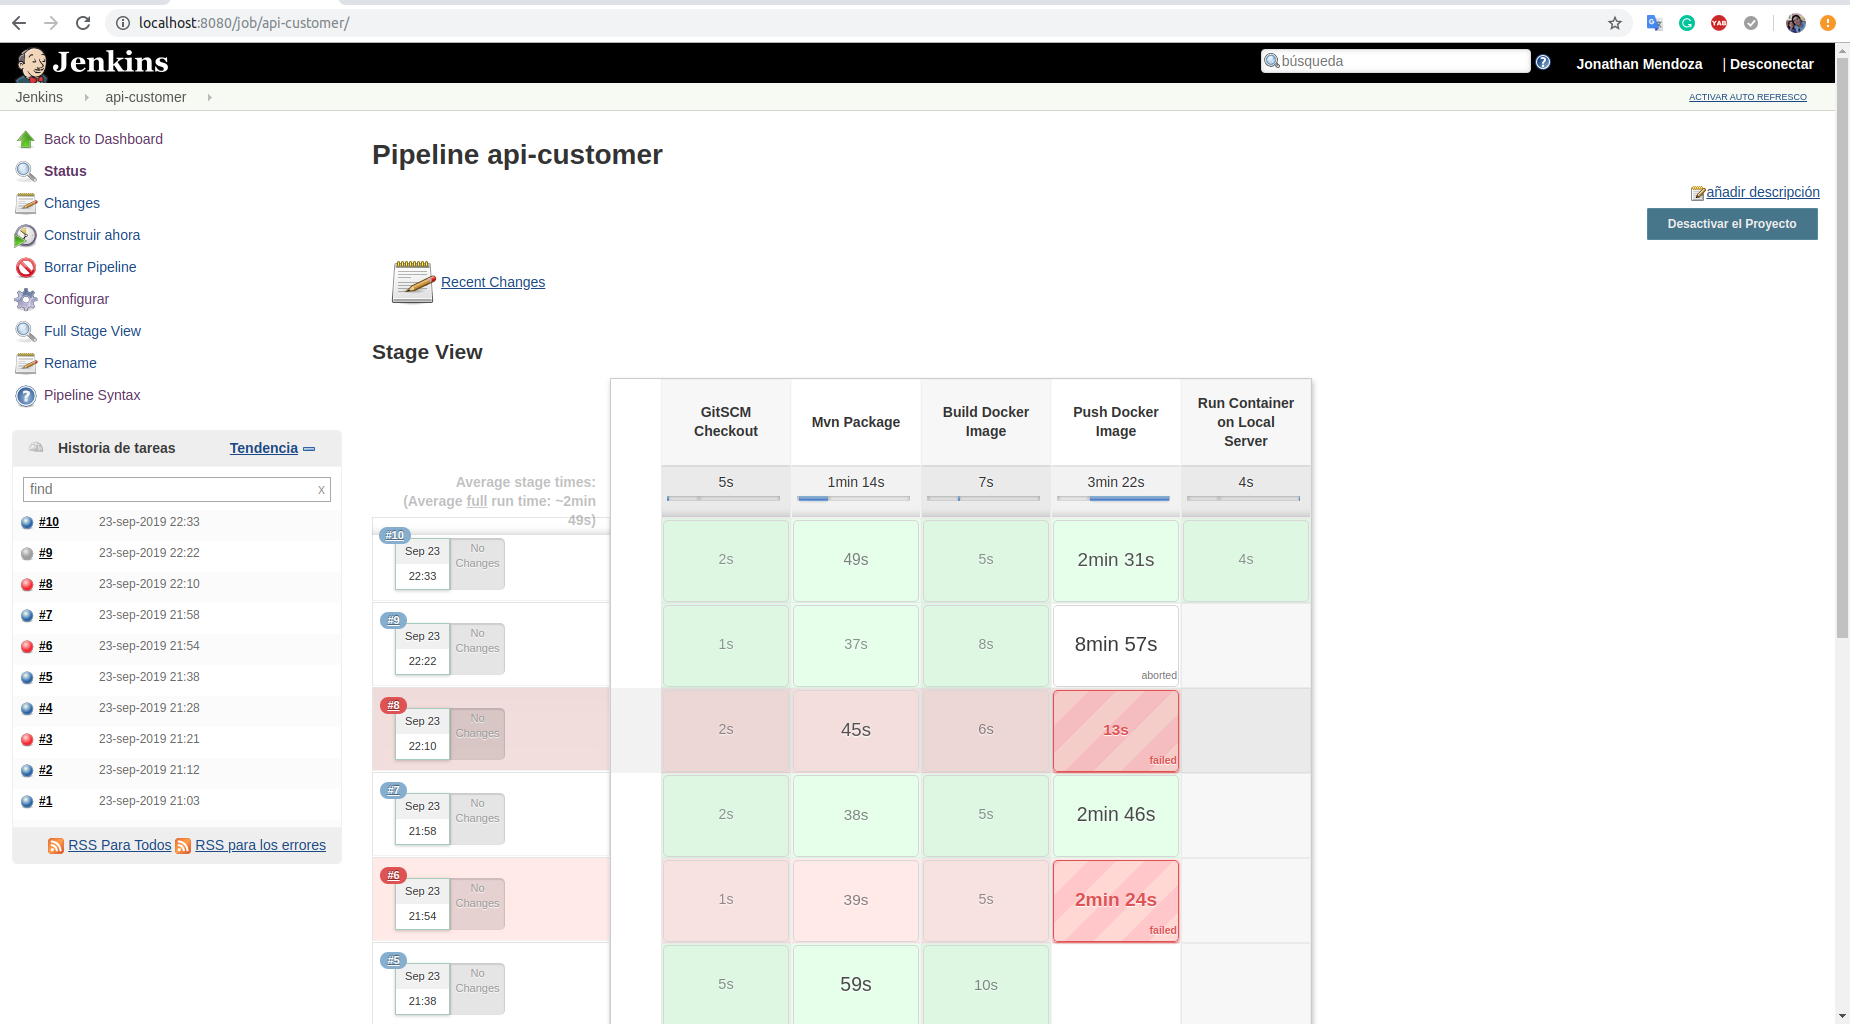 localhost:8080/job/api-customer/
Jenkins
búsqueda
Jonathan Mendoza
| Desconectar
Jenkins
api-customer
ACTIVAR AUTO REFRESCO
Back to Dashboard
Status
Changes
Construir ahora
Borrar Pipeline
Configurar
Full Stage View
Rename
Pipeline Syntax
Historia de tareas
Tendencia
find
x
#10 23-sep-2019 22:33
#9 23-sep-2019 22:22
#8 23-sep-2019 22:10
#7 23-sep-2019 21:58
#6 23-sep-2019 21:54
#5 23-sep-2019 21:38
#4 23-sep-2019 21:28
#3 23-sep-2019 21:21
#2 23-sep-2019 21:12
#1 23-sep-2019 21:03
RSS Para Todos
RSS para los errores
Pipeline api-customer
añadir descripción
Desactivar el Proyecto
Recent Changes
Stage View
GitSCM
Checkout
Mvn Package
Build Docker
Image
Push Docker
Image
Run Container
on Local
Server
Average stage times:
(Average full run time: ~2min
49s)
5s
1min 14s
7s
3min 22s
4s
#10
Sep 23
22:33
No
Changes
2s
49s
5s
2min 31s
4s
#9
Sep 23
22:22
No
Changes
1s
37s
8s
8min 57s
aborted
#8
Sep 23
22:10
No
Changes
2s
45s
6s
13s
failed
#7
Sep 23
21:58
No
Changes
2s
38s
5s
2min 46s
#6
Sep 23
21:54
No
Changes
1s
39s
5s
2min 24s
failed
#5
Sep 23
21:38
No
Changes
5s
59s
10s